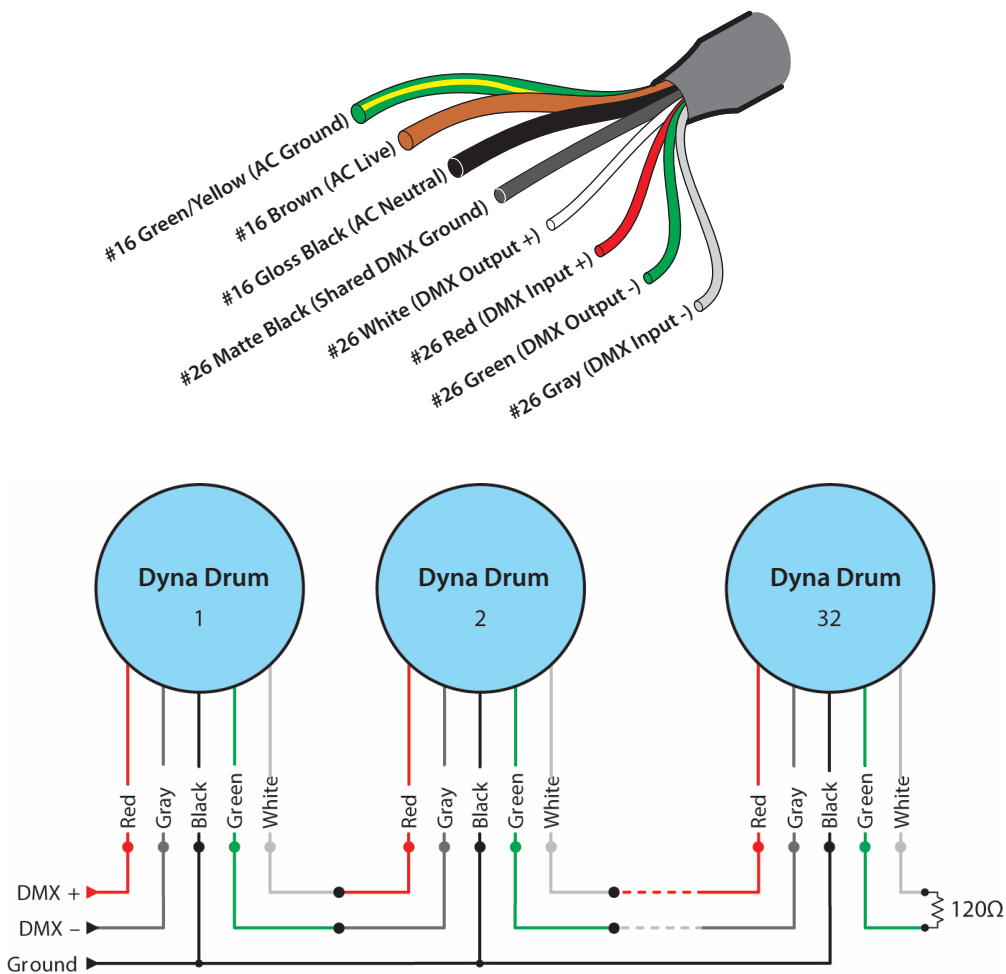 #16 Green/Yellow (AC Ground)
#16 Brown (AC Live)
#16 Gloss Black (AC Neutral)
#26 Matte Black (Shared DMX Ground)
#26 White (DMX Output +)
#26 Red (DMX Input +)
#26 Green (DMX Output -)
#26 Gray (DMX Input -)
Dyna Drum
1
Dyna Drum
2
Dyna Drum
32
Red
Gray
Black
Green
White
Red
Gray
Black
Green
White
Red
Gray
Black
Green
White
DMX +
DMX –
Ground
120Ω